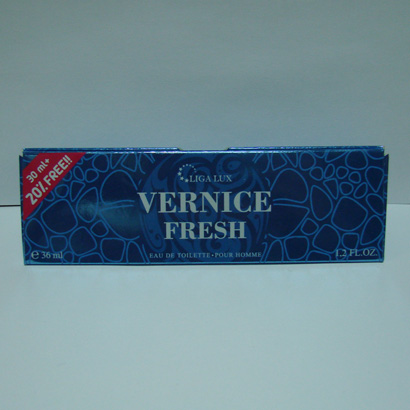 30 ml+
20% FREE!!
LIGA LUX
VERNICE
FRESH
EAU DE TOILETTE • POUR HOMME
℮ 36 ml
1.2 FL.OZ.